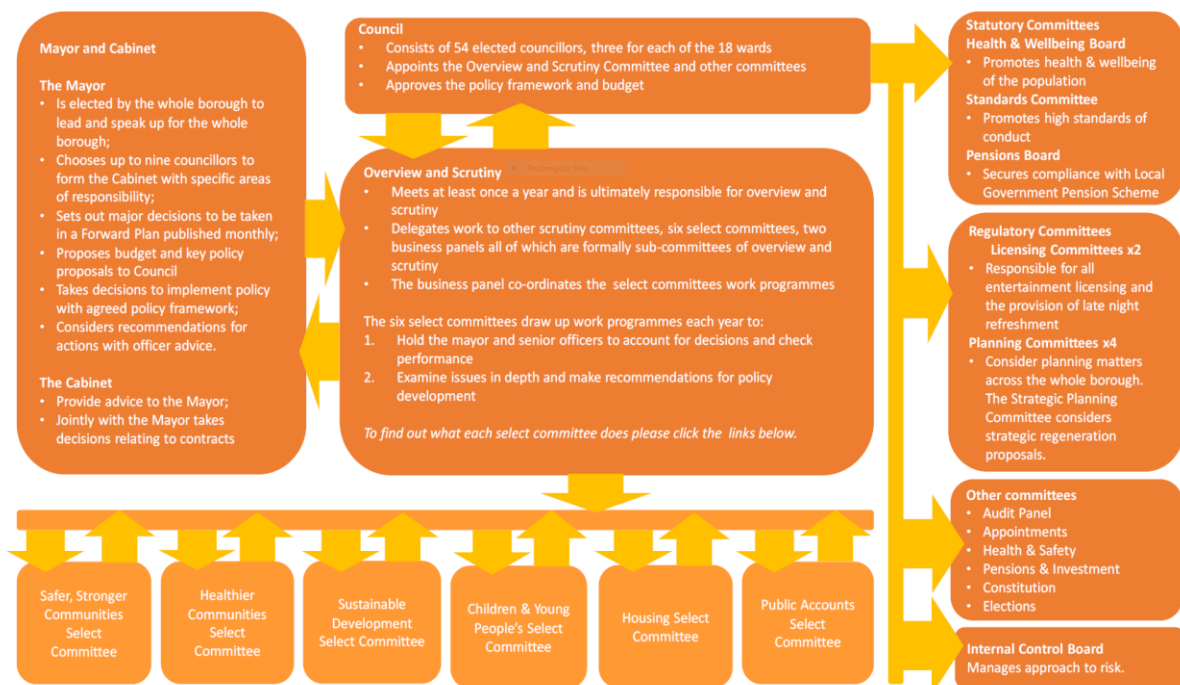 Mayor and Cabinet
The Mayor
• Is elected by the whole borough to
lead and speak up for the whole
borough;
• Chooses up to nine councillors to
form the Cabinet with specific areas
of responsibility;
• Sets out major decisions to be taken
in a Forward Plan published monthly;
• Proposes budget and key policy
proposals to Council
• Takes decisions to implement policy
with agreed policy framework;
• Considers recommendations for
actions with officer advice.
The Cabinet
• Provide advice to the Mayor;
• Jointly with the Mayor takes
decisions relating to contracts
Council
• Consists of 54 elected councillors, three for each of the 18 wards
• Appoints the Overview and Scrutiny Committee and other committees
• Approves the policy framework and budget
Overview and Scrutiny
• Meets at least once a year and is ultimately responsible for overview and
scrutiny
• Delegates work to other scrutiny committees, six select committees, two
business panels all of which are formally sub-committees of overview and
scrutiny
• The business panel co-ordinates the select committees work programmes
The six select committees draw up work programmes each year to:
1. Hold the mayor and senior officers to account for decisions and check
performance
2. Examine issues in depth and make recommendations for policy
development
To find out what each select committee does please click the links below.
Statutory Committees
Health & Wellbeing Board
• Promotes health & wellbeing
of the population
Standards Committee
• Promotes high standards of
conduct
Pensions Board
• Secures compliance with Local
Government Pension Scheme
Regulatory Committees
Licensing Committees x2
• Responsible for all
entertainment licensing and
the provision of late night
refreshment
Planning Committees x4
• Consider planning matters
across the whole borough.
The Strategic Planning
Committee considers
strategic regeneration
proposals.
Other committees
• Audit Panel
• Appointments
• Health & Safety
• Pensions & Investment
• Constitution
• Elections
Internal Control Board
Manages approach to risk.
Safer, Stronger
Communities
Select
Committee
Healthier
Communities
Select
Committee
Sustainable
Development
Select Committee
Children & Young
People's Select
Committee
Housing Select
Committee
Public Accounts
Select
Committee